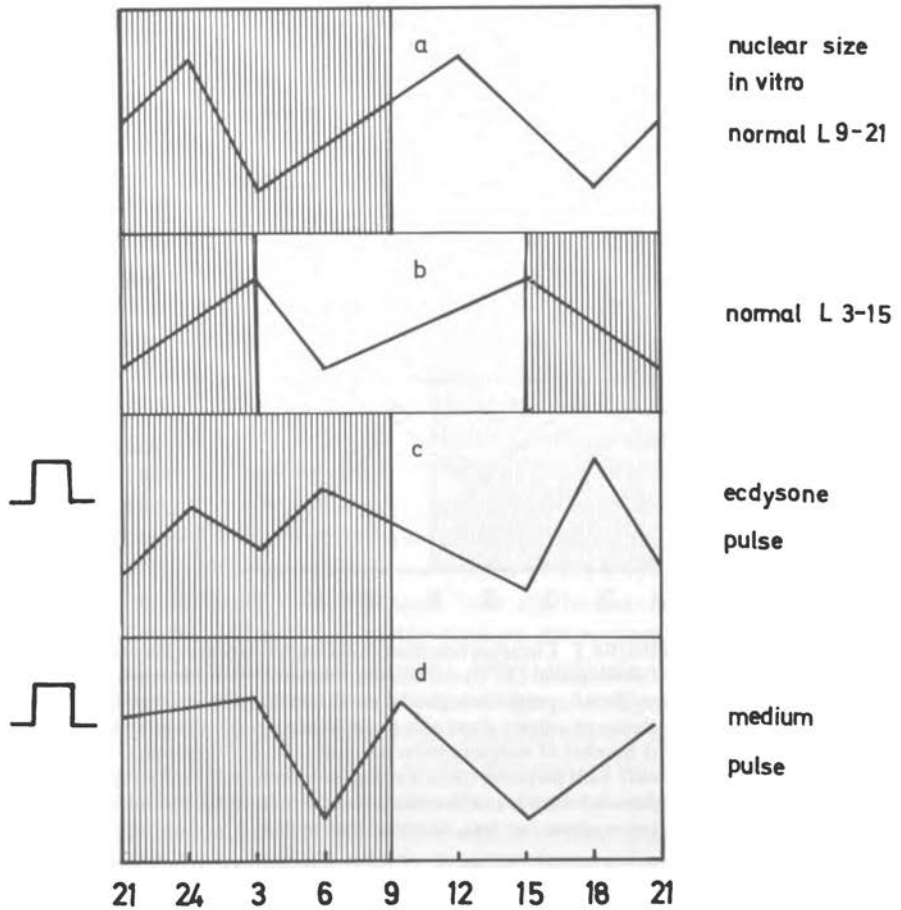 a
nuclear size
in vitro
normal L 9-21
b
normal L 3-15
c
ecdysone
pulse
d
medium
pulse
21 24 3 6 9 12 15 18 21